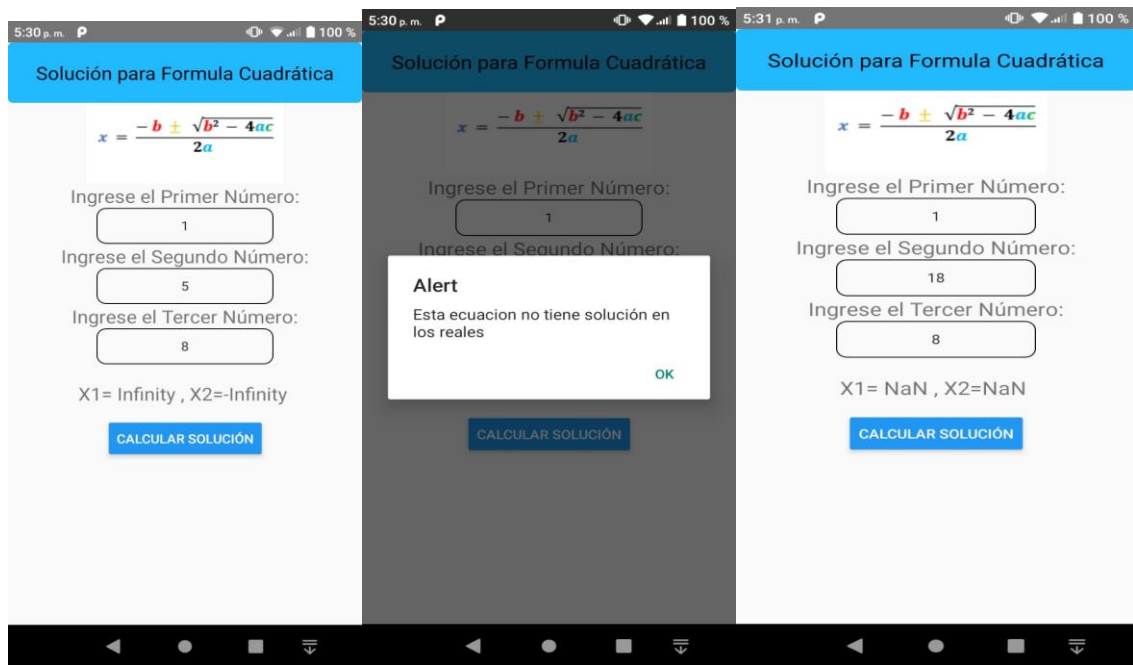 5:30 p. m. 100 %
Solución para Formula Cuadrática
x = −b ± √b² − 4ac
2a
Ingrese el Primer Número:
1
Ingrese el Segundo Número:
5
Ingrese el Tercer Número:
8
X1= Infinity , X2=-Infinity
CALCULAR SOLUCIÓN
5:30 p. m. 100 %
Solución para Formula Cuadrática
x = −b ± √b² − 4ac
2a
Ingrese el Primer Número:
1
Ingrese el Segundo Número:
Alert
Esta ecuacion no tiene solución en
los reales
OK
CALCULAR SOLUCIÓN
5:31 p. m. 100 %
Solución para Formula Cuadrática
x = −b ± √b² − 4ac
2a
Ingrese el Primer Número:
1
Ingrese el Segundo Número:
18
Ingrese el Tercer Número:
8
X1= NaN , X2=NaN
CALCULAR SOLUCIÓN